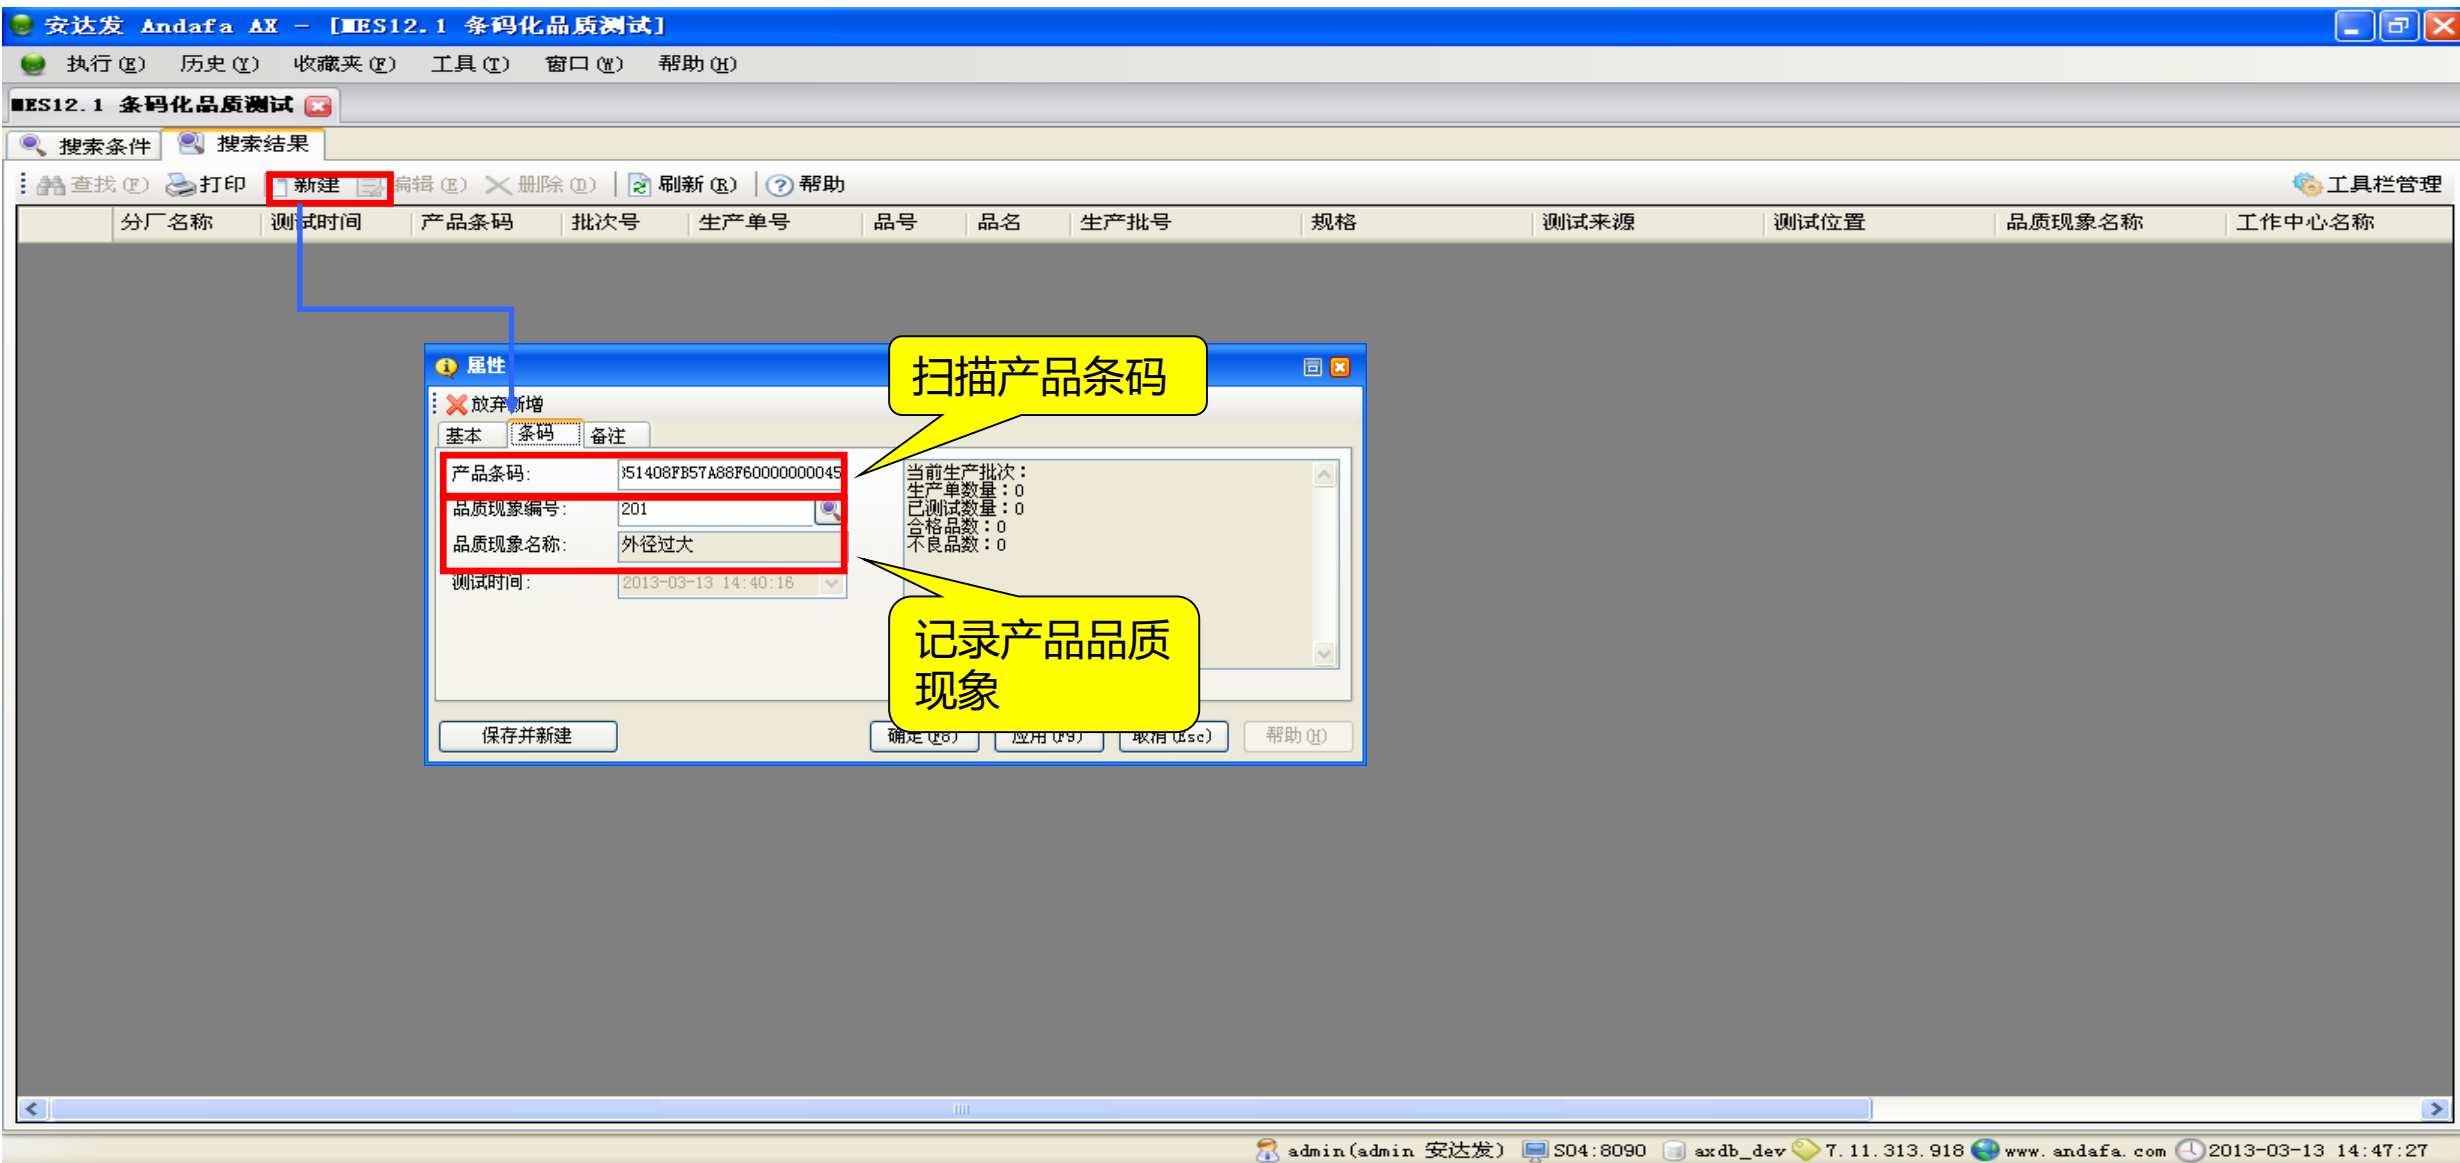 安达发 Andafa AX - [MES12.1 条码化品质测试]
执行(E) 历史(Y) 收藏夹(F) 工具(T) 窗口(W) 帮助(H)
MES12.1 条码化品质测试
搜索条件 搜索结果
查找(F) 打印 新建 编辑(E) 删除(D) 刷新(R) 帮助 工具栏管理
分厂名称 测试时间 产品条码 批次号 生产单号 品号 品名 生产批号 规格 测试来源 测试位置 品质现象名称 工作中心名称
属性
扫描产品条码
放弃新增
基本 条码 备注
产品条码: 351408FB57A88F60000000045
品质现象编号: 201
品质现象名称: 外径过大
测试时间: 2013-03-13 14:40:16
当前生产批次：
生产单数量：0
已测试数量：0
合格品数：0
不良品数：0
记录产品品质
现象
保存并新建 确定(F8) 应用(F9) 取消(Esc) 帮助(H)
admin(admin 安达发) S04:8090 axdb_dev 7.11.313.918 www.andafa.com 2013-03-13 14:47:27